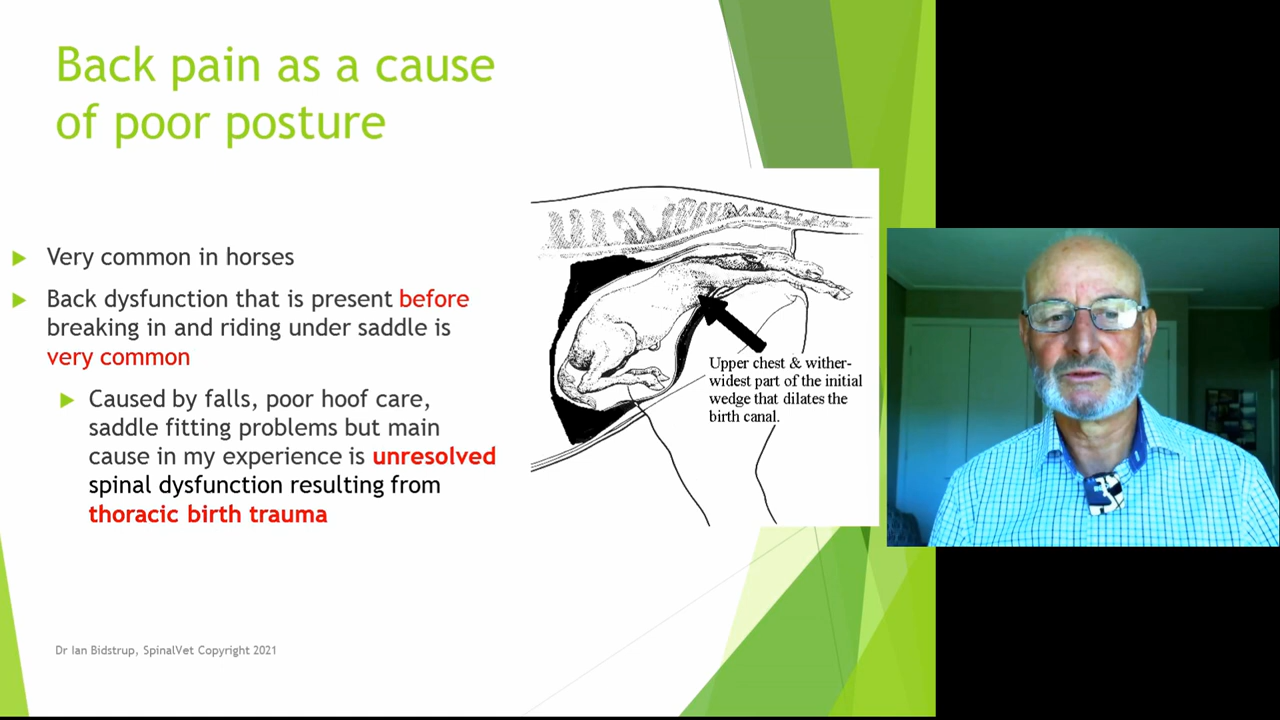 Back pain as a cause
of poor posture
Very common in horses
Back dysfunction that is present before
breaking in and riding under saddle is
very common
Caused by falls, poor hoof care,
saddle fitting problems but main
cause in my experience is unresolved
spinal dysfunction resulting from
thoracic birth trauma
Upper chest & wither-
widest part of the initial
wedge that dilates the
birth canal.
Dr Ian Bidstrup, SpinalVet Copyright 2021